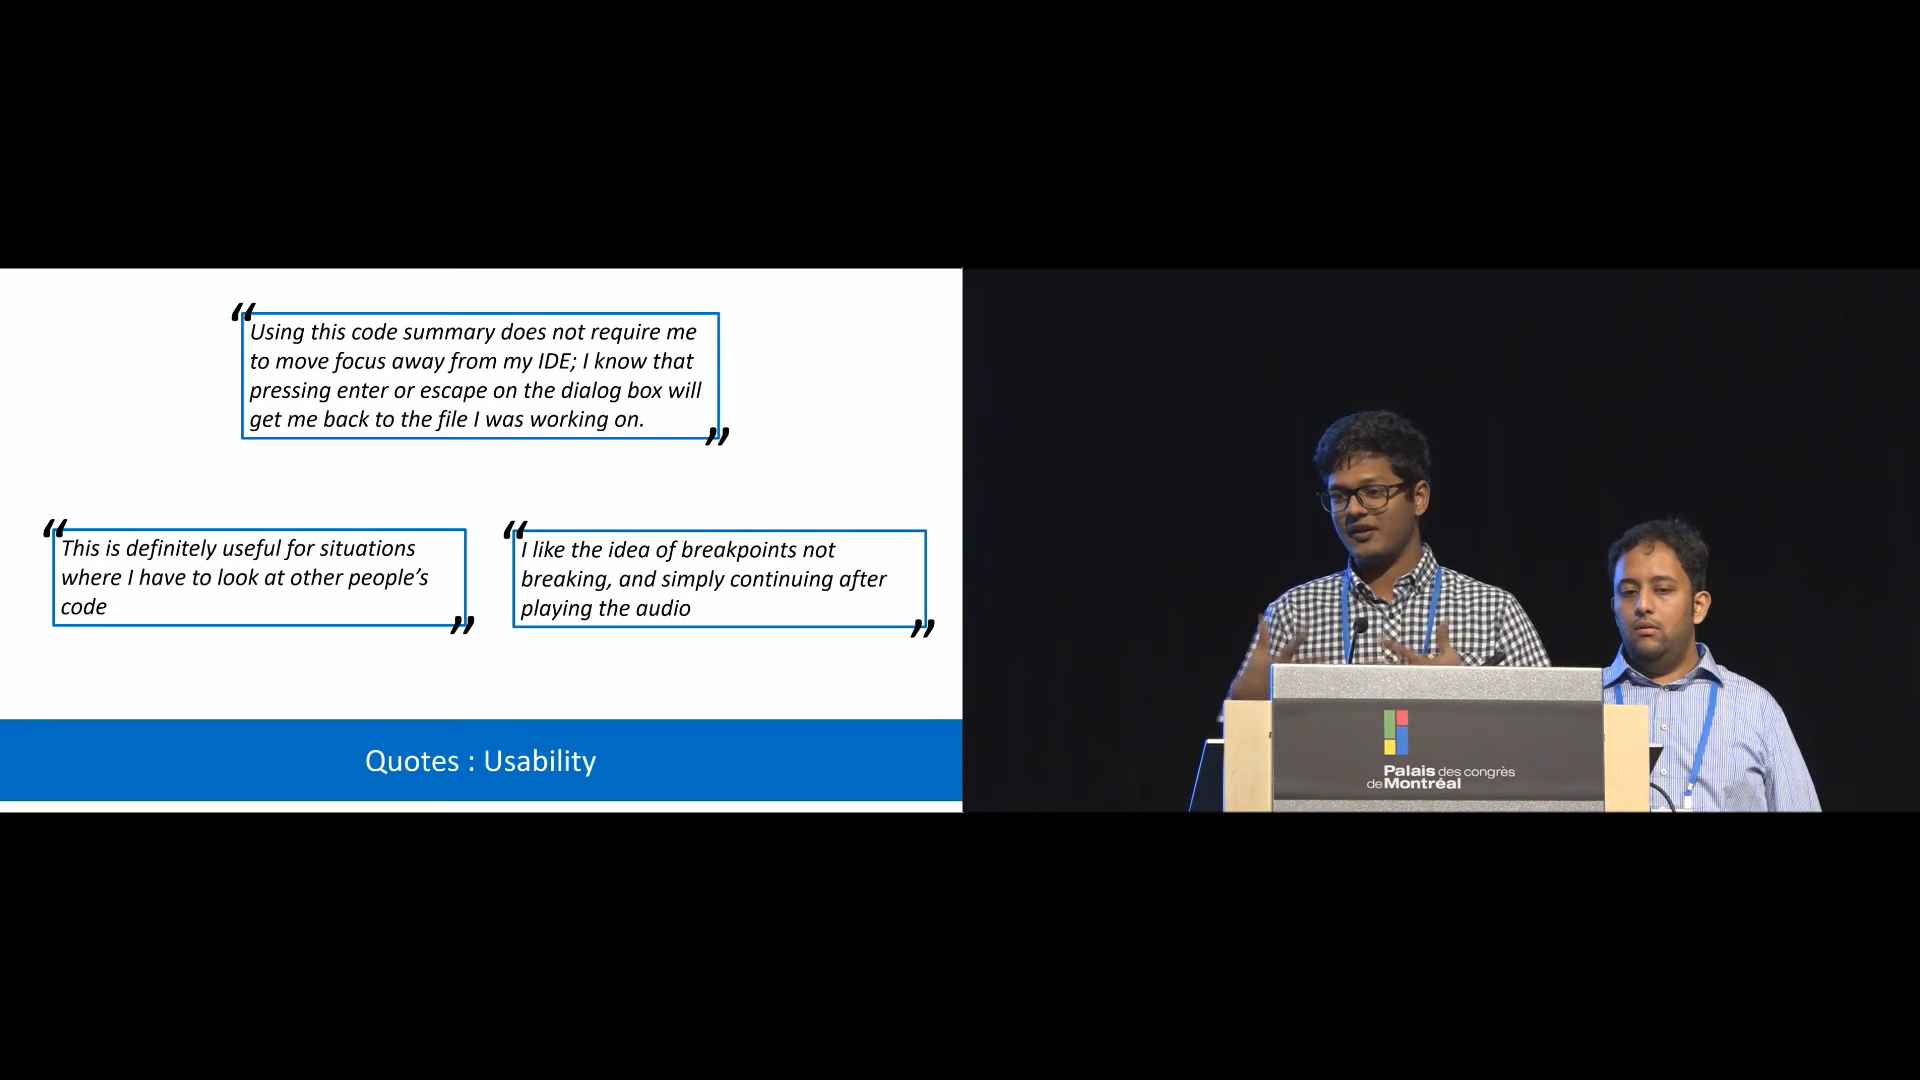 “Using this code summary does not require me
to move focus away from my IDE; I know that
pressing enter or escape on the dialog box will
get me back to the file I was working on.”
“This is definitely useful for situations
where I have to look at other people’s
code”
“I like the idea of breakpoints not
breaking, and simply continuing after
playing the audio”
Quotes : Usability
Palais des congrès
de Montréal